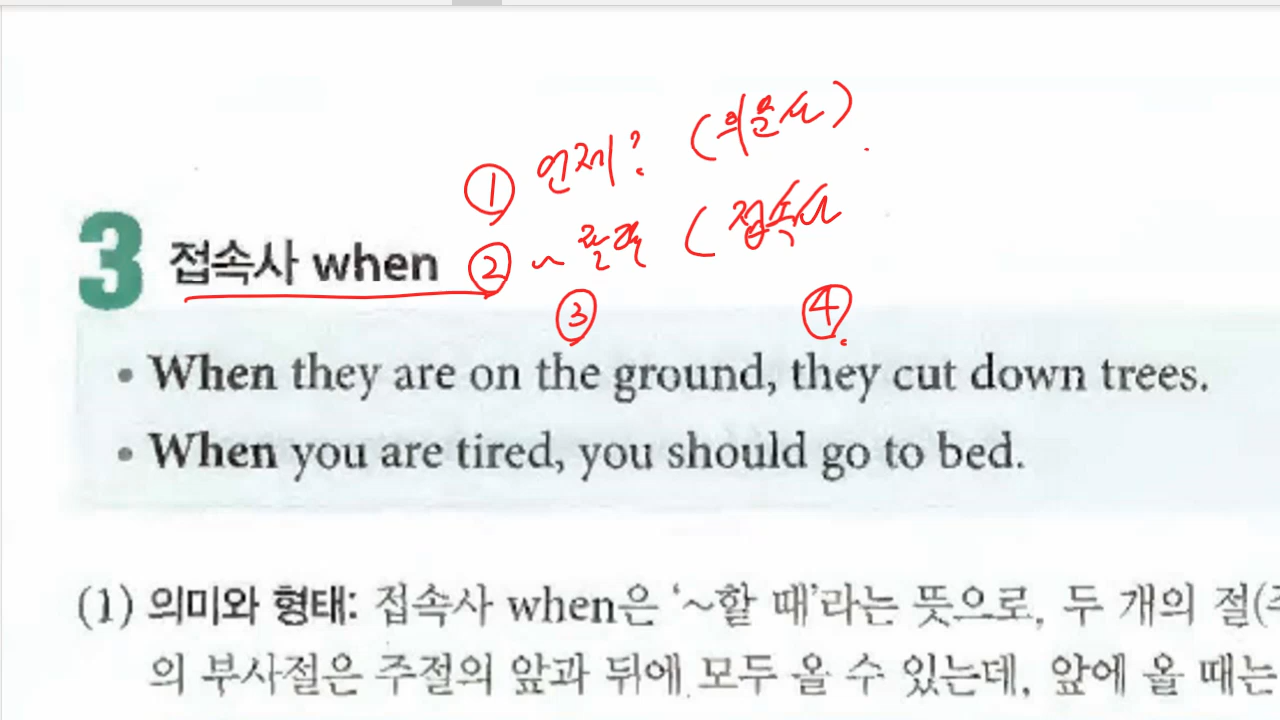 ① 언제? (의문사)
② ~ 할때 (접속사
3 접속사 when
③ ④
• When they are on the ground, they cut down trees.
• When you are tired, you should go to bed.
(1) 의미와 형태: 접속사 when은 '~할 때'라는 뜻으로, 두 개의 절(
의 부사절은 주절의 앞과 뒤에 모두 올 수 있는데, 앞에 올 때는